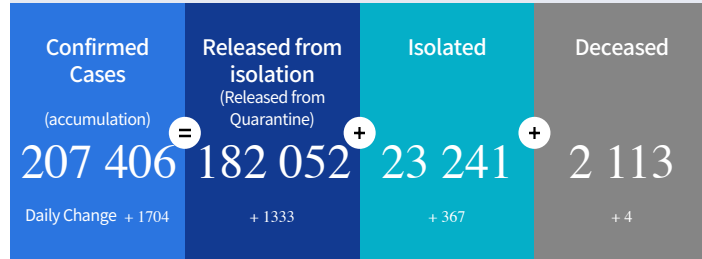 Confirmed
Cases
(accumulation)
207 406
Daily Change + 1704
=
Released from
isolation
(Released from
Quarantine)
182 052
+ 1333
+
Isolated
23 241
+ 367
+
Deceased
2 113
+ 4